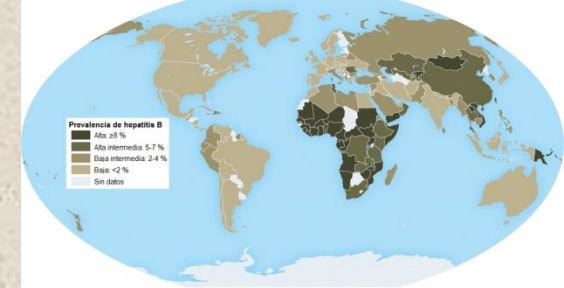 Prevalencia de hepatitis B
Alta: ≥8 %
Alta intermedia: 5-7 %
Baja intermedia: 2-4 %
Baja: <2 %
Sin datos